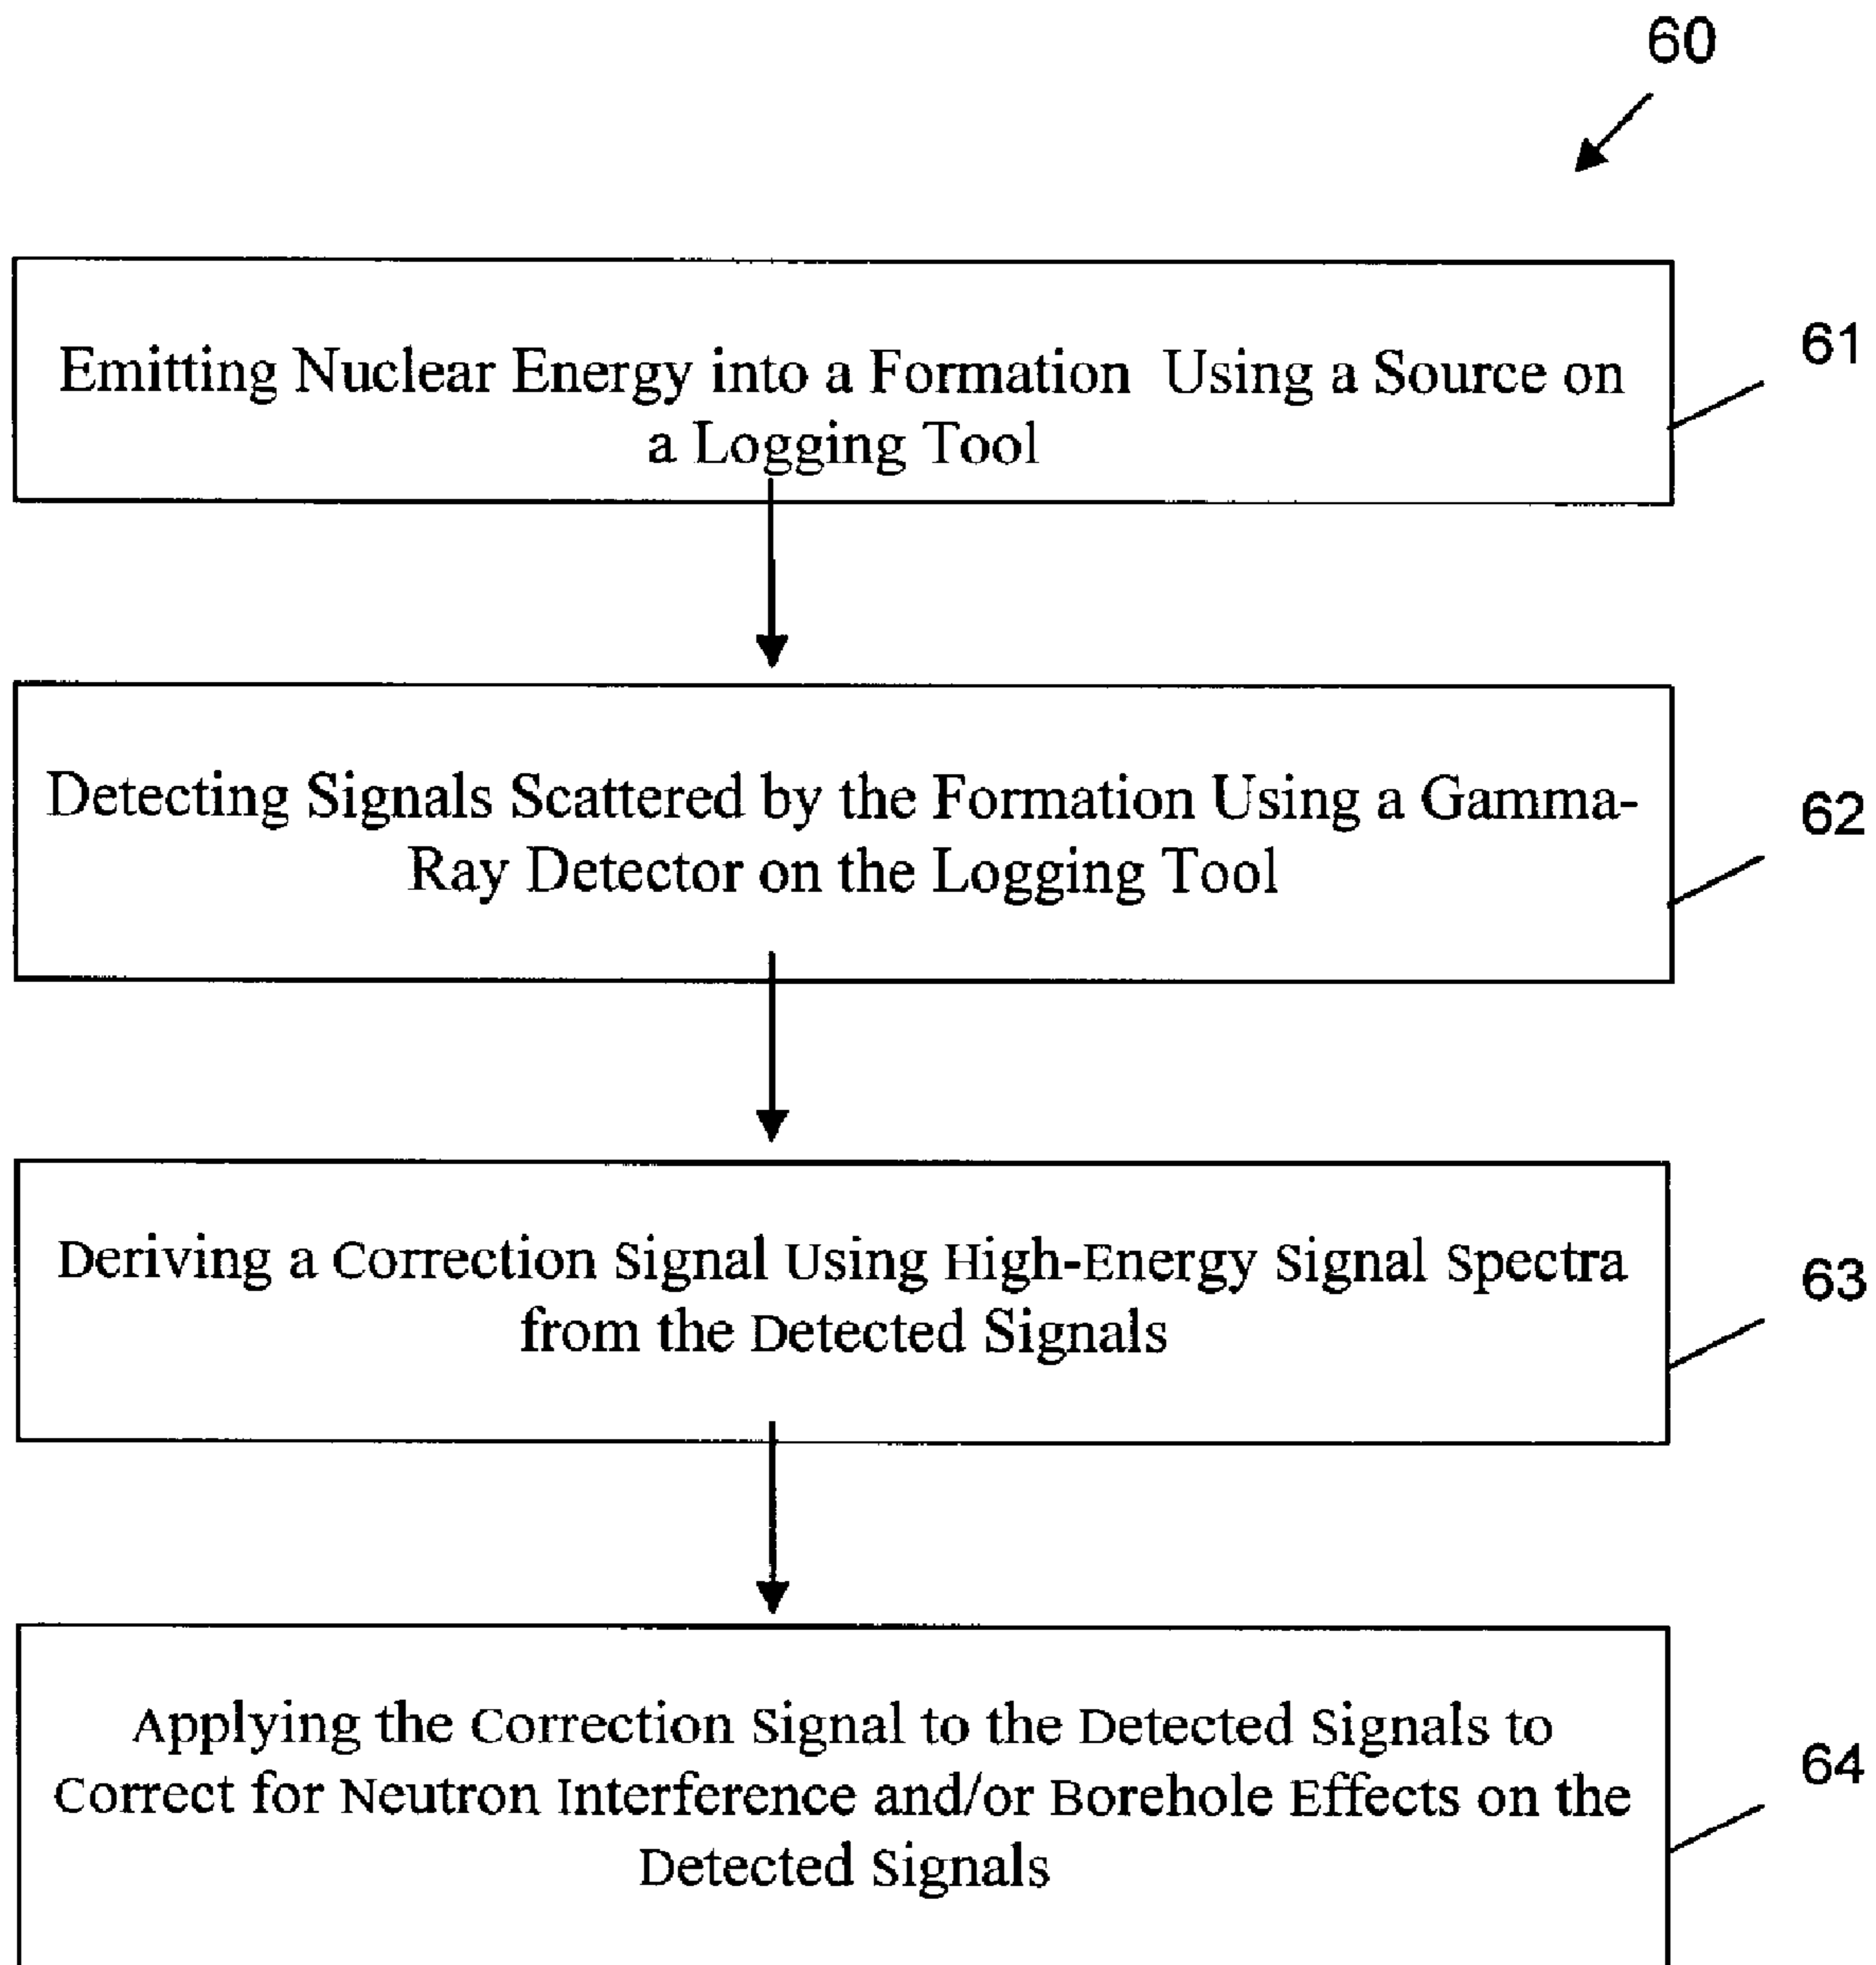 60
Emitting Nuclear Energy into a Formation Using a Source on
a Logging Tool
61
Detecting Signals Scattered by the Formation Using a Gamma-
Ray Detector on the Logging Tool
62
Deriving a Correction Signal Using High-Energy Signal Spectra
from the Detected Signals
63
Applying the Correction Signal to the Detected Signals to
Correct for Neutron Interference and/or Borehole Effects on the
Detected Signals
64